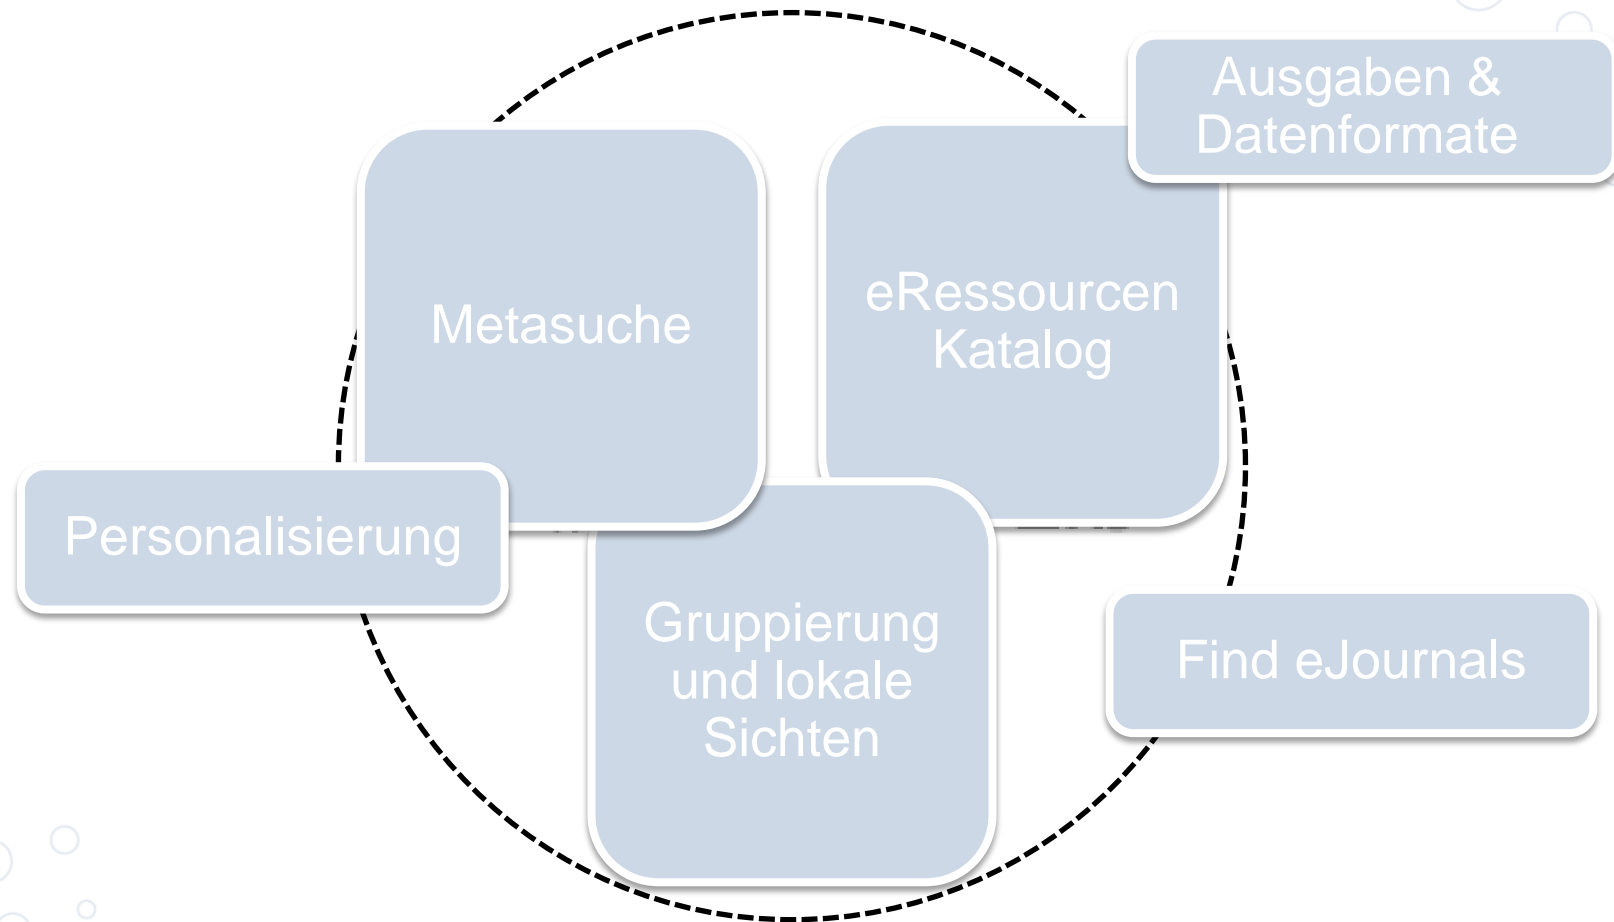 Ausgaben &
Datenformate
Metasuche
eRessourcen
Katalog
Personalisierung
Gruppierung
und lokale
Sichten
Find eJournals